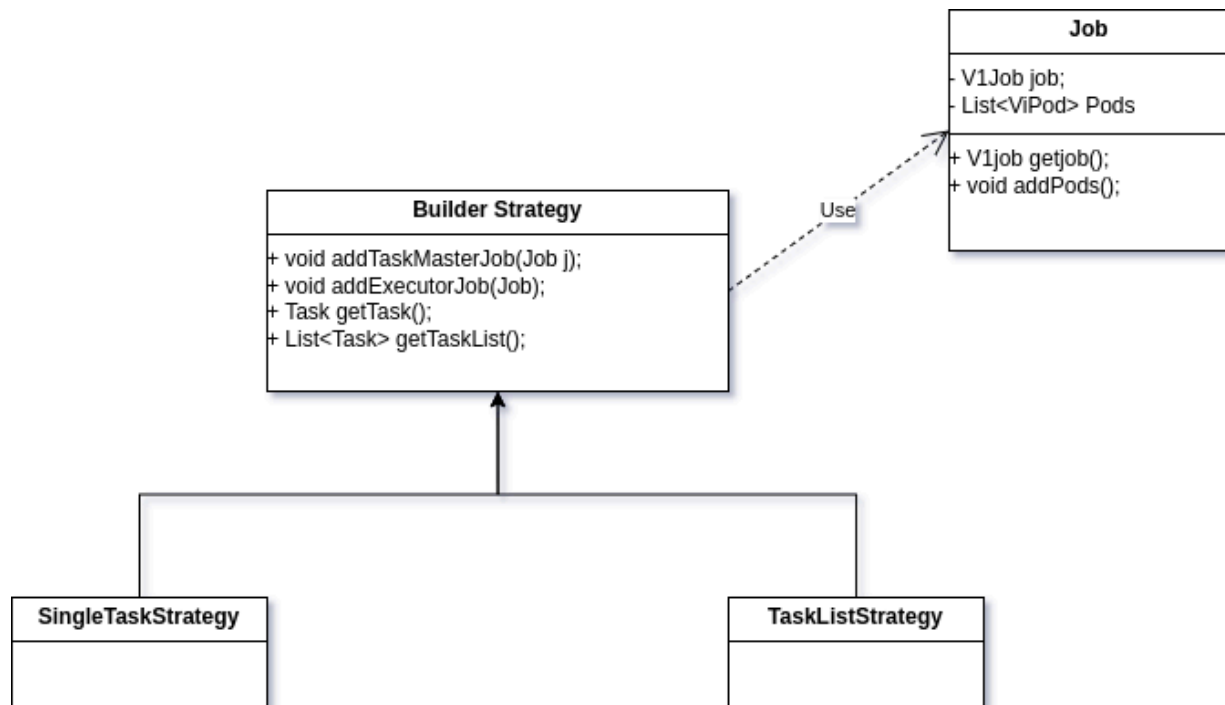 Job
- V1Job job;
- List<ViPod> Pods
+ V1job getjob();
+ void addPods();
Use
Builder Strategy
+ void addTaskMasterJob(Job j);
+ void addExecutorJob(Job);
+ Task getTask();
+ List<Task> getTaskList();
SingleTaskStrategy
TaskListStrategy